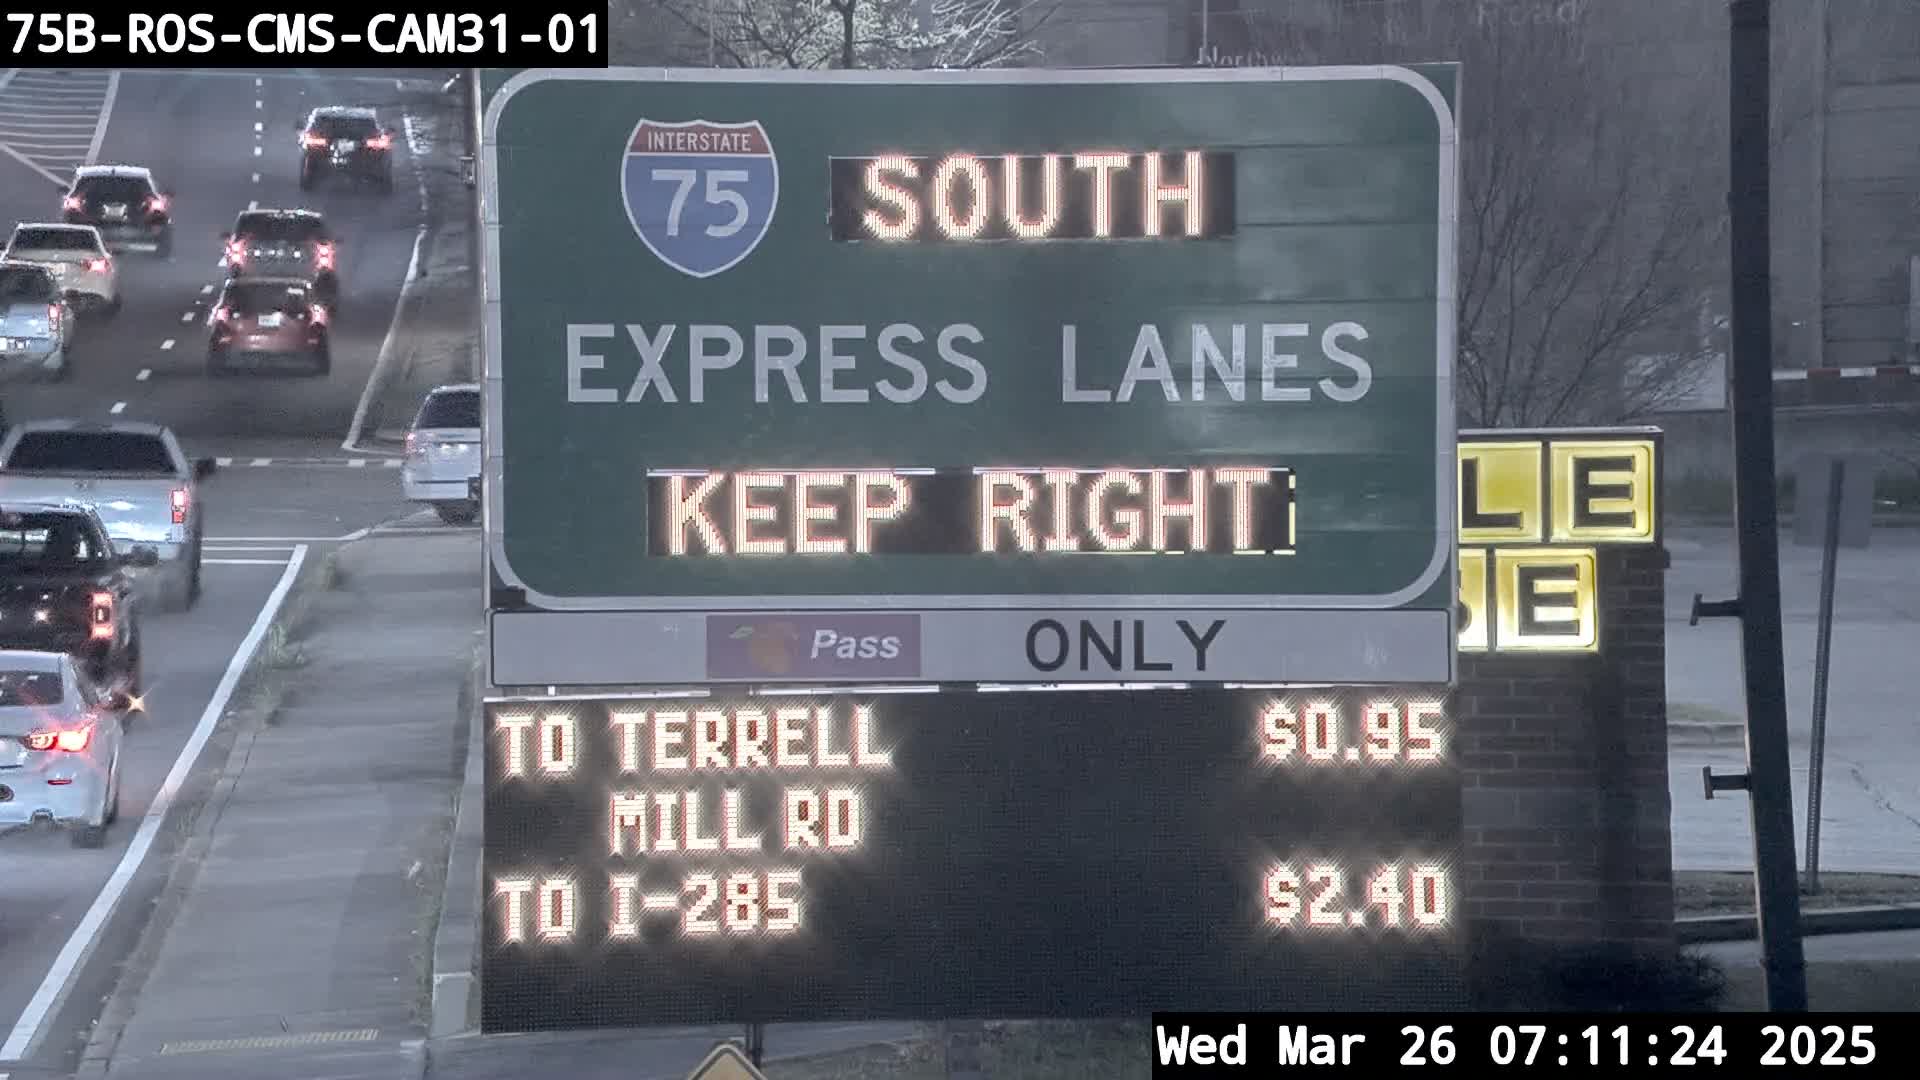 75B-ROS-CMS-CAM31-01
INTERSTATE
75
SOUTH
EXPRESS LANES
KEEP RIGHT
Pass ONLY
TO TERRELL $0.95
MILL RD
TO I-285 $2.40
LE
E
Wed Mar 26 07:11:24 2025